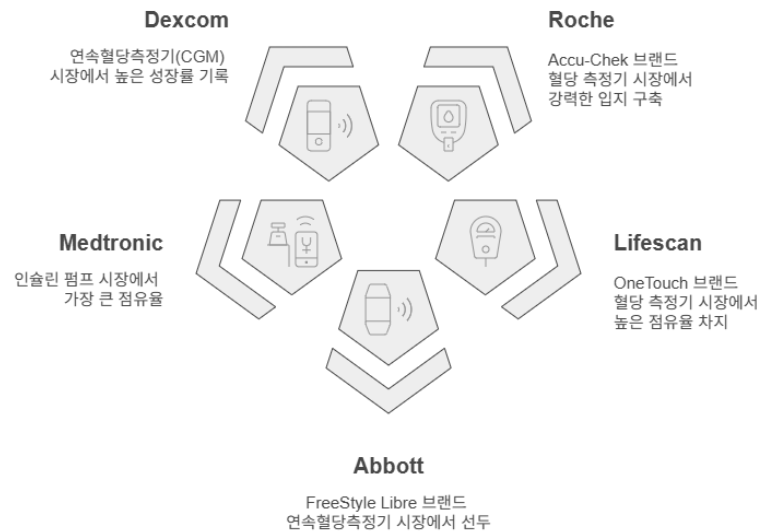 Dexcom
연속혈당측정기(CGM)
시장에서 높은 성장률 기록
Roche
Accu-Chek 브랜드
혈당 측정기 시장에서
강력한 입지 구축
Medtronic
인슐린 펌프 시장에서
가장 큰 점유율
Lifescan
OneTouch 브랜드
혈당 측정기 시장에서
높은 점유율 차지
Abbott
FreeStyle Libre 브랜드
연속혈당측정기 시장에서 선두